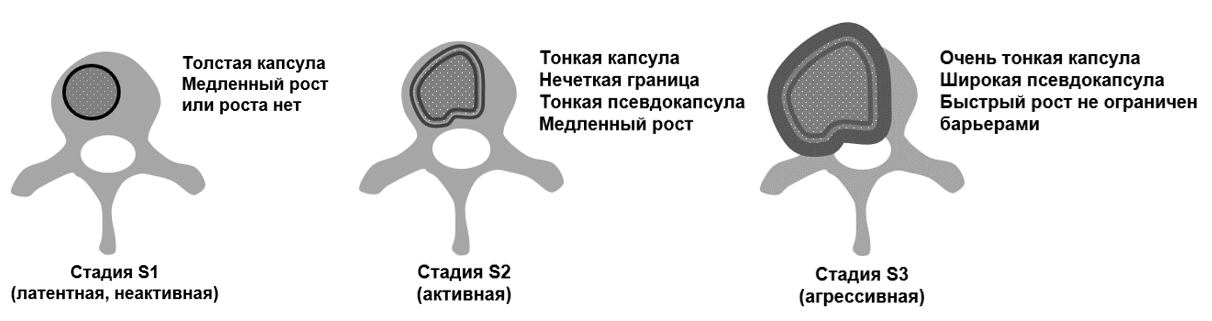 Толстая капсула
Медленный рост
или роста нет
Стадия S1
(латентная, неактивная)
Тонкая капсула
Нечеткая граница
Тонкая псевдокапсула
Медленный рост
Стадия S2
(активная)
Очень тонкая капсула
Широкая псевдокапсула
Быстрый рост не ограничен
барьерами
Стадия S3
(агрессивная)